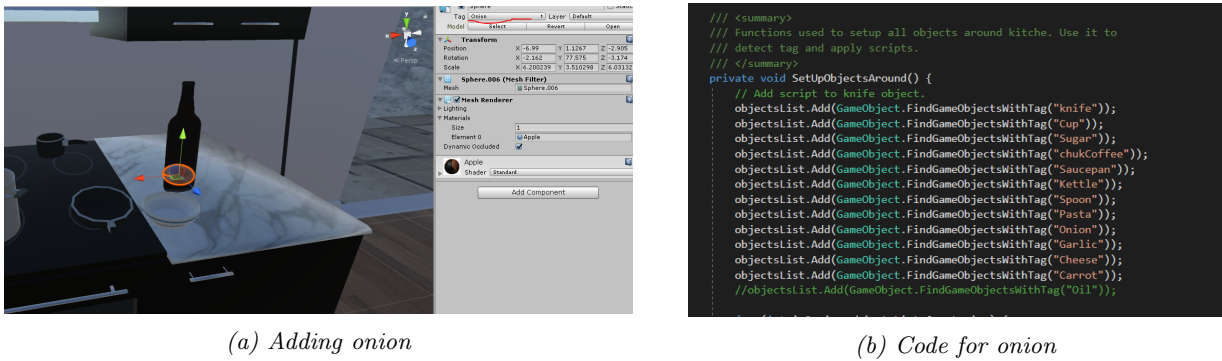 Tag Onion Layer Default
Model Select Revert Open
Transform
Position X -6.99 Y 1.1267 Z -2.905
Rotation X -2.162 Y 77.575 Z -3.174
Scale X 6.200239 Y 3.510298 Z 6.03132
Sphere.006 (Mesh Filter)
Mesh Sphere.006
Mesh Renderer
Lighting
Materials
Size 1
Element 0 Apple
Dynamic Occluded
Apple
Shader Standard
Add Component
y
x
z
Persp
(a) Adding onion
/// <summary>
/// Functions used to setup all objects around kitche. Use it to
/// detect tag and apply scripts.
/// </summary>
private void SetUpObjectsAround() {
// Add script to knife object.
objectsList.Add(GameObject.FindGameObjectsWithTag("knife"));
objectsList.Add(GameObject.FindGameObjectsWithTag("Cup"));
objectsList.Add(GameObject.FindGameObjectsWithTag("Sugar"));
objectsList.Add(GameObject.FindGameObjectsWithTag("chukCoffee"));
objectsList.Add(GameObject.FindGameObjectsWithTag("Saucepan"));
objectsList.Add(GameObject.FindGameObjectsWithTag("Kettle"));
objectsList.Add(GameObject.FindGameObjectsWithTag("Spoon"));
objectsList.Add(GameObject.FindGameObjectsWithTag("Pasta"));
objectsList.Add(GameObject.FindGameObjectsWithTag("Onion"));
objectsList.Add(GameObject.FindGameObjectsWithTag("Garlic"));
objectsList.Add(GameObject.FindGameObjectsWithTag("Cheese"));
objectsList.Add(GameObject.FindGameObjectsWithTag("Carrot"));
//objectsList.Add(GameObject.FindGameObjectsWithTag("Oil"));
(b) Code for onion